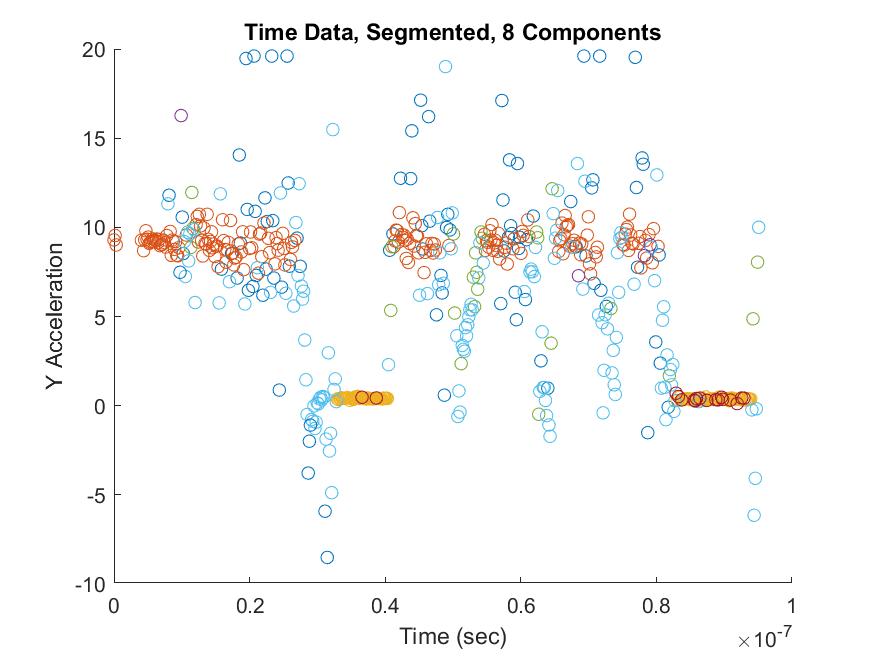 Time Data, Segmented, 8 Components
20
15
10
5
0
-5
-10
Y Acceleration
0 0.2 0.4 0.6 0.8 1
Time (sec)
×10-7